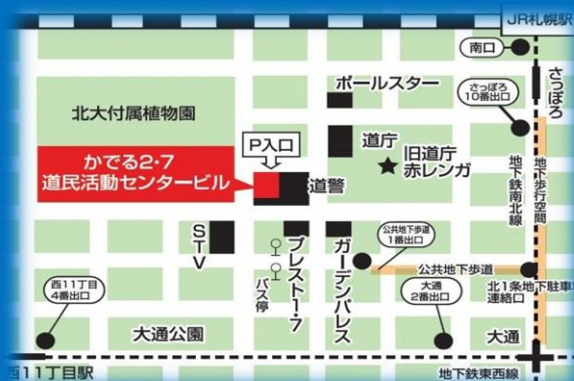 JR札幌駅
南口
さっぽろ
ポールスター
さっぽろ
10番出口
北大付属植物園
P入口
道庁
旧道庁
赤レンガ
かでる2・7
道民活動センタービル
道警
地下鉄南北線
地下歩行空間
STV
プレスト1・7
ガーデンパレス
バス停
公共地下歩道
1番出口
公共地下歩道
北1条地下駐車場
連絡口
西11丁目
4番出口
大通
2番出口
大通公園
大通
西11丁目駅
地下鉄東西線